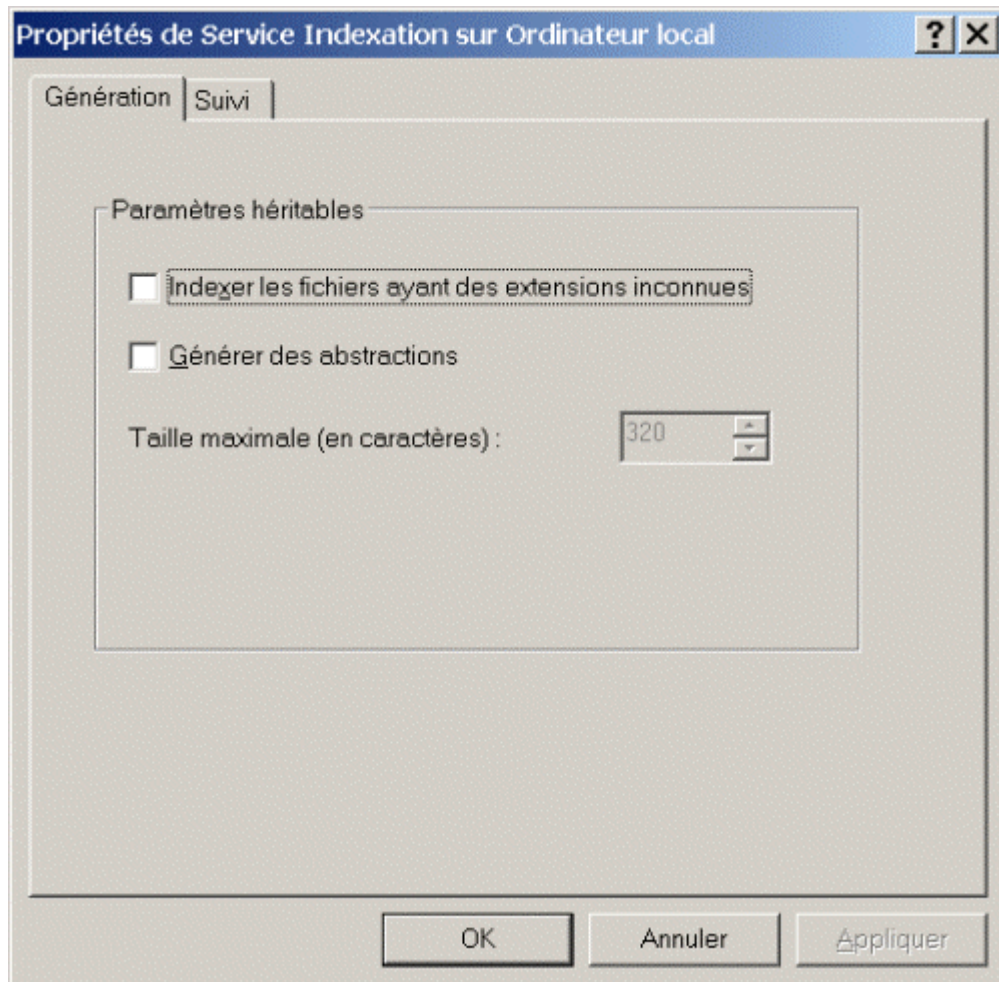 Propriétés de Service Indexation sur Ordinateur local
Génération Suivi
Paramètres héritables
Indexer les fichiers ayant des extensions inconnues
Générer des abstractions
Taille maximale (en caractères) : 320
OK Annuler Appliquer